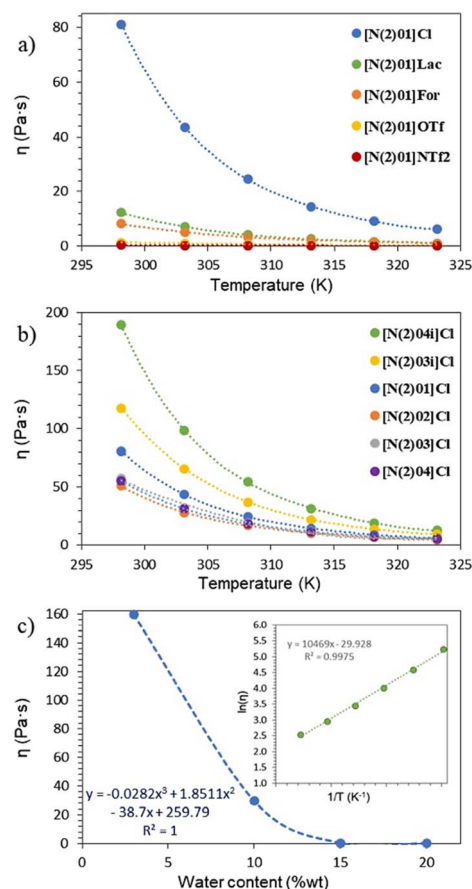 a)
80
60
40
20
0
η (Pa·s)
[N(2)01]Cl
[N(2)01]Lac
[N(2)01]For
[N(2)01]OTf
[N(2)01]NTf2
295 300 305 310 315 320 325
Temperature (K)
b)
200
150
100
50
0
η (Pa·s)
[N(2)04i]Cl
[N(2)03i]Cl
[N(2)01]Cl
[N(2)02]Cl
[N(2)03]Cl
[N(2)04]Cl
295 300 305 310 315 320 325
Temperature (K)
c)
160
140
120
100
80
60
40
20
0
η (Pa·s)
y = -0.0282x³ + 1.8511x²
- 38.7x + 259.79
R² = 1
0 5 10 15 20
Water content (%wt)
6.0
5.5
5.0
4.5
4.0
3.5
3.0
2.5
2.0
1.5
1.0
ln(η)
y = 10469x - 29.928
R² = 0.9975
1/T (K⁻¹)